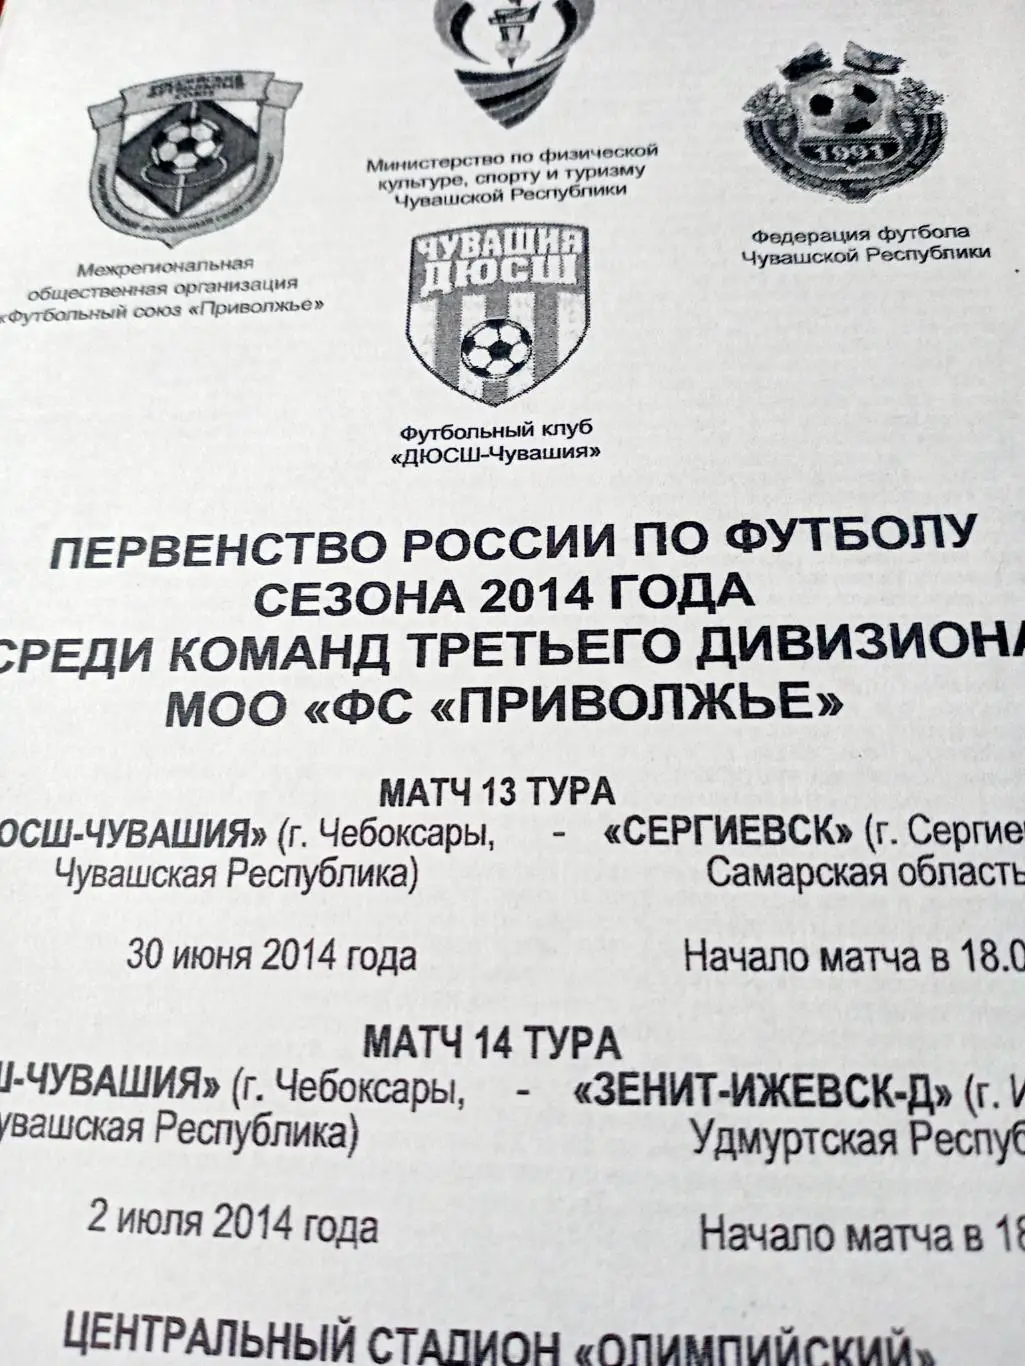 Министерство по физической
культуре, спорту и туризму
Чувашской Республики
1991
Межрегиональная
общественная организация
«Футбольный союз «Приволжье»
ЧУВАШИЯ
ДЮСШ
Федерация футбола
Чувашской Республики
Футбольный клуб
«ДЮСШ-Чувашия»
ПЕРВЕНСТВО РОССИИ ПО ФУТБОЛУ
СЕЗОНА 2014 ГОДА
СРЕДИ КОМАНД ТРЕТЬЕГО ДИВИЗИОНА
МОО «ФС «ПРИВОЛЖЬЕ»
МАТЧ 13 ТУРА
ЮСШ-ЧУВАШИЯ» (г. Чебоксары, - «СЕРГИЕВСК» (г. Сергие
Чувашская Республика) Самарская область
30 июня 2014 года Начало матча в 18.0
МАТЧ 14 ТУРА
Ш-ЧУВАШИЯ» (г. Чебоксары, - «ЗЕНИТ-ИЖЕВСК-Д» (г. И
увашская Республика) Удмуртская Респуб
2 июля 2014 года Начало матча в 18
ЦЕНТРАЛЬНЫЙ СТАДИОН «ОЛИМПИЙСКИЙ»